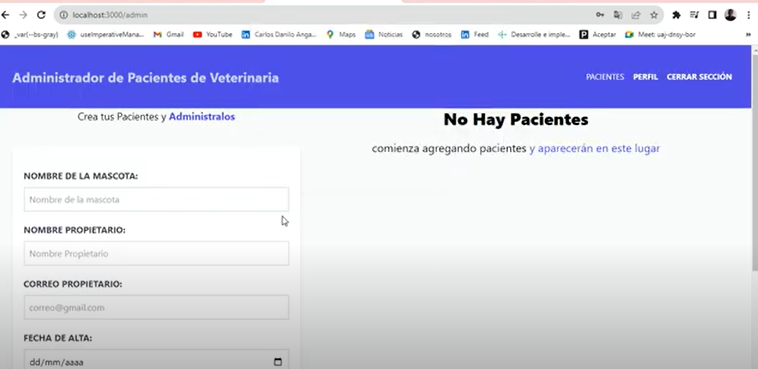 localhost:3000/admin
_var(--bs-gray) useImperativeMana... Gmail YouTube Carlos Danilo Anga... Maps Noticias nosotros Feed Desarrolle e imple... Aceptar Meet: uaj-dnsy-bor »
Administrador de Pacientes de Veterinaria
PACIENTES PERFIL CERRAR SECCIÓN
Crea tus Pacientes y Administralos
NOMBRE DE LA MASCOTA:
Nombre de la mascota
NOMBRE PROPIETARIO:
Nombre Propietario
CORREO PROPIETARIO:
correo@gmail.com
FECHA DE ALTA:
dd/mm/aaaa
No Hay Pacientes
comienza agregando pacientes y aparecerán en este lugar